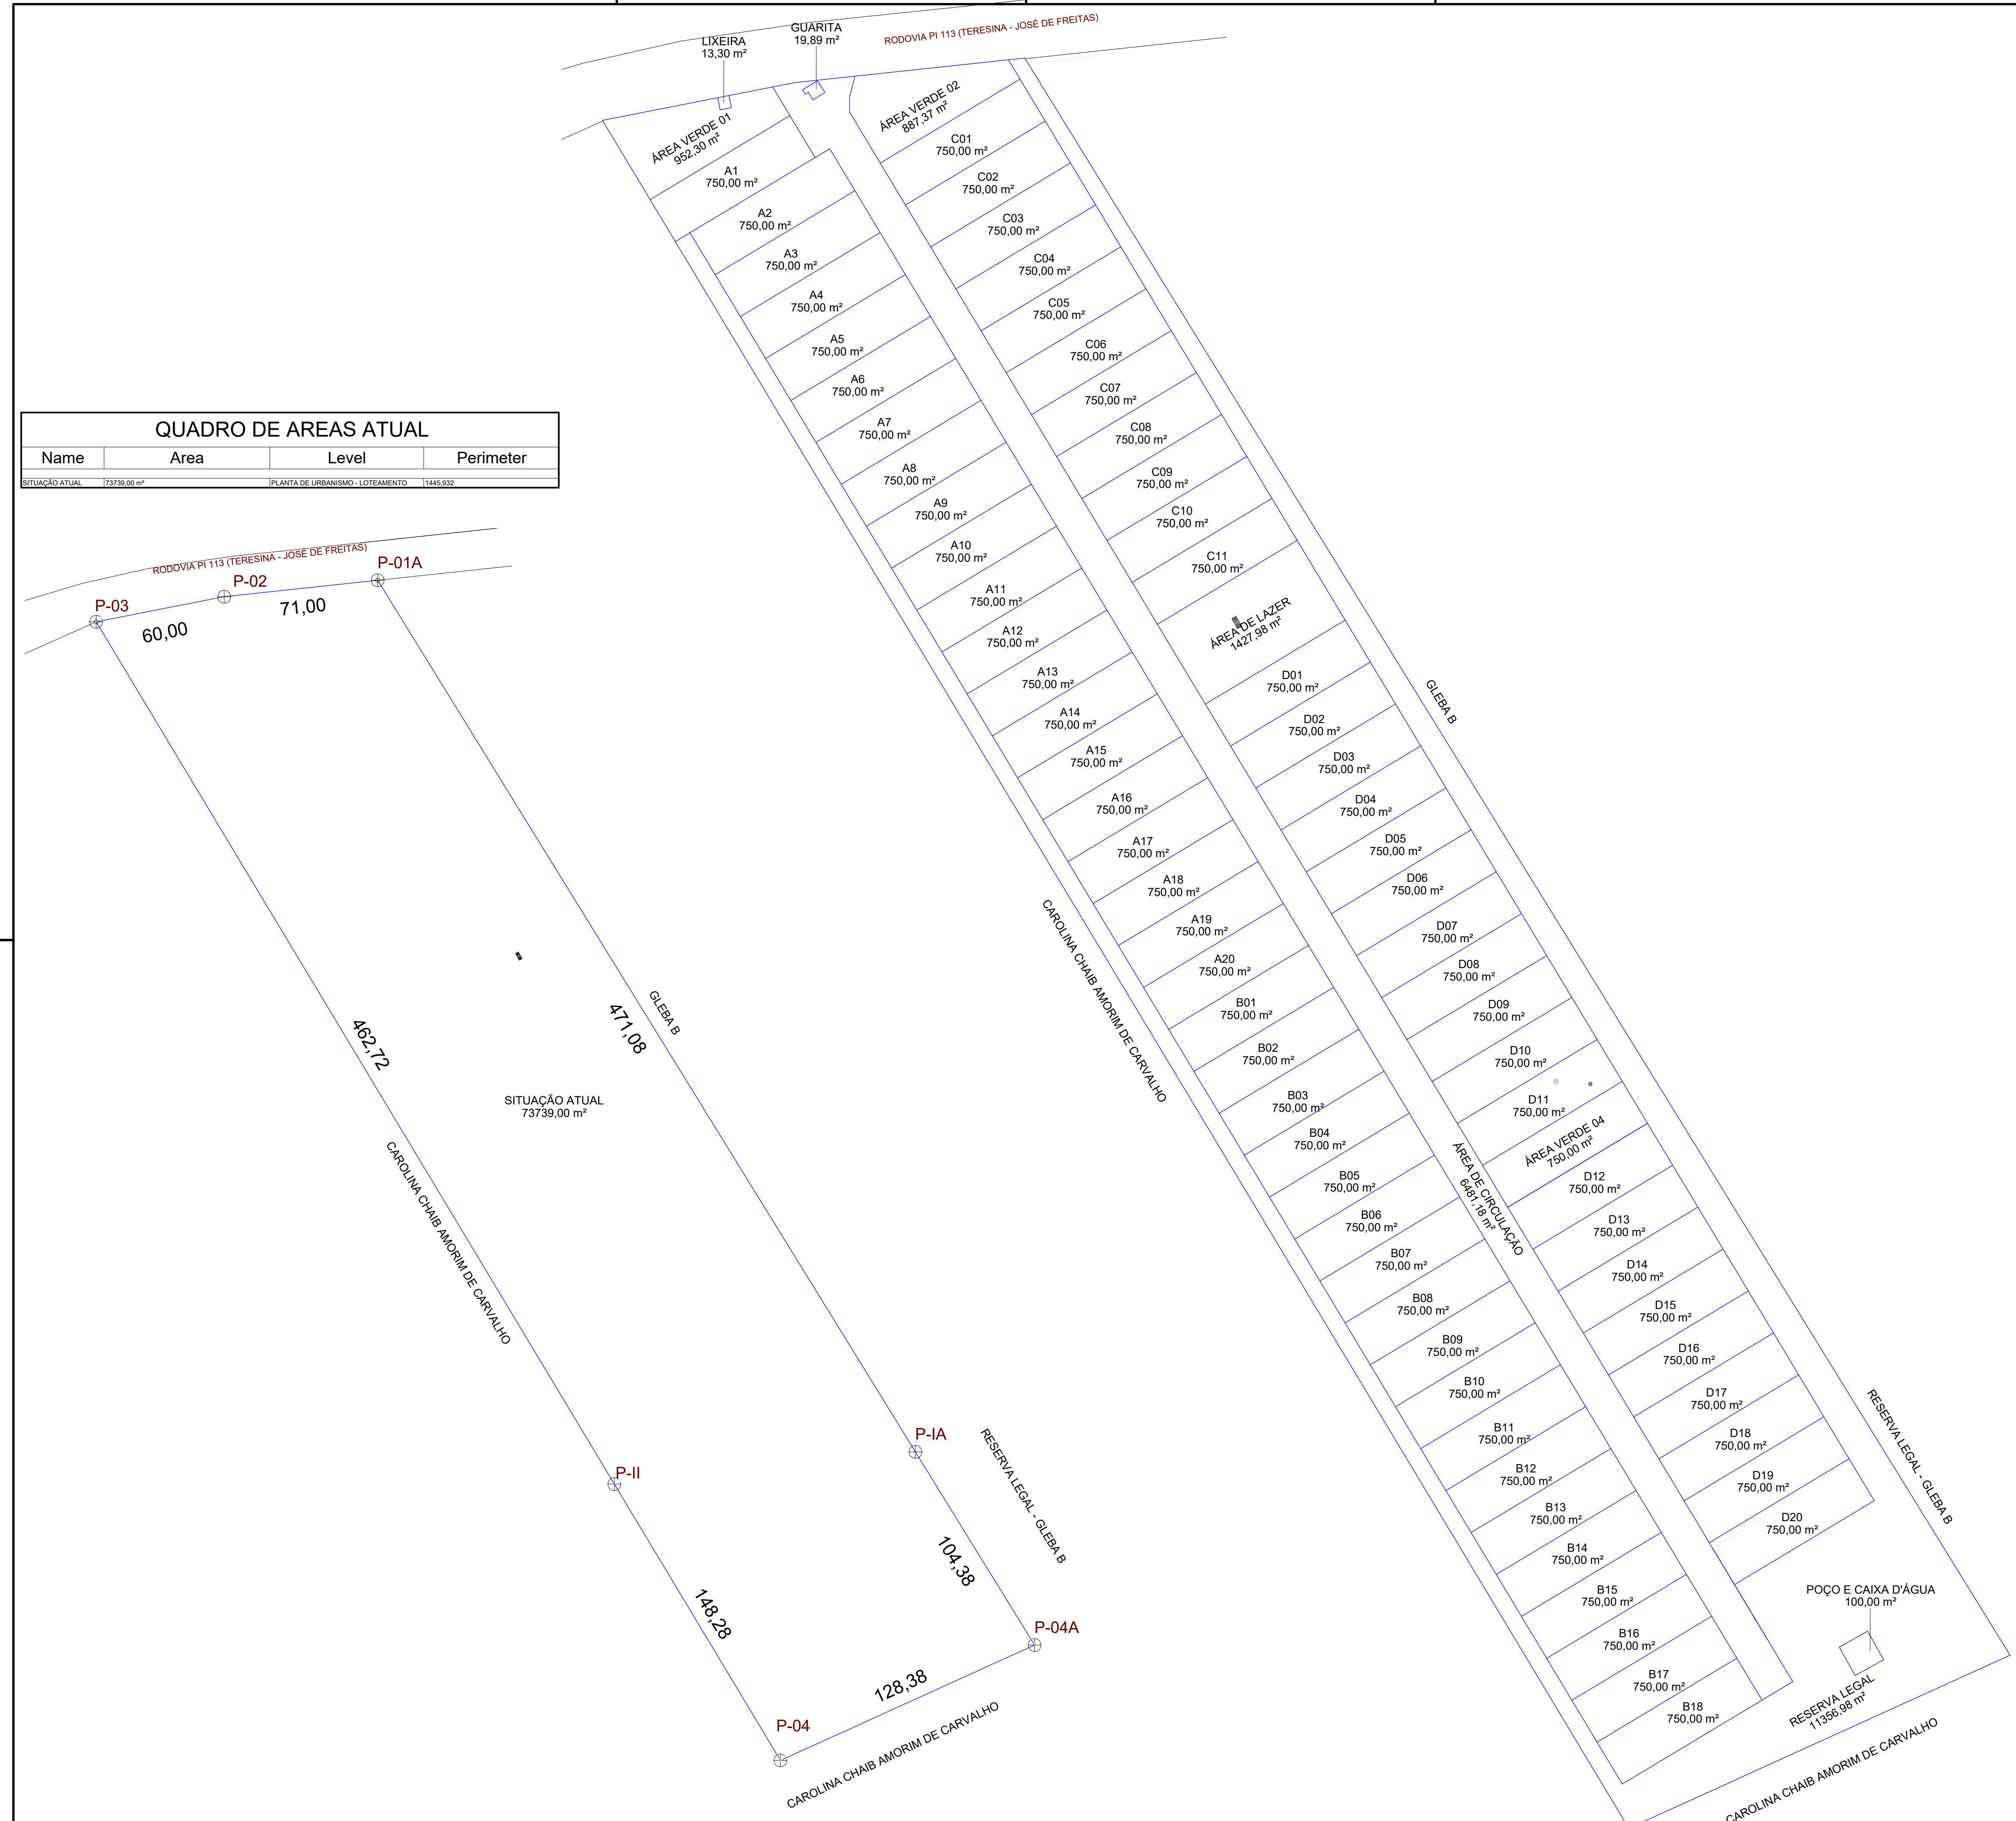 LIXEIRA
13,30 m²
GUARITA
19,89 m²
RODOVIA PI 113 (TERESINA - JOSÉ DE FREITAS)
ÁREA VERDE 01
952,30 m²
ÁREA VERDE 02
887,37 m²
A1
750,00 m²
A2
750,00 m²
A3
750,00 m²
A4
750,00 m²
A5
750,00 m²
A6
750,00 m²
A7
750,00 m²
A8
750,00 m²
A9
750,00 m²
A10
750,00 m²
A11
750,00 m²
A12
750,00 m²
A13
750,00 m²
A14
750,00 m²
A15
750,00 m²
A16
750,00 m²
A17
750,00 m²
A18
750,00 m²
A19
750,00 m²
A20
750,00 m²
B01
750,00 m²
B02
750,00 m²
B03
750,00 m²
B04
750,00 m²
B05
750,00 m²
B06
750,00 m²
B07
750,00 m²
B08
750,00 m²
B09
750,00 m²
B10
750,00 m²
B11
750,00 m²
B12
750,00 m²
B13
750,00 m²
B14
750,00 m²
B15
750,00 m²
B16
750,00 m²
B17
750,00 m²
B18
750,00 m²
C01
750,00 m²
C02
750,00 m²
C03
750,00 m²
C04
750,00 m²
C05
750,00 m²
C06
750,00 m²
C07
750,00 m²
C08
750,00 m²
C09
750,00 m²
C10
750,00 m²
C11
750,00 m²
ÁREA DE LAZER
1427,98 m²
D01
750,00 m²
D02
750,00 m²
D03
750,00 m²
D04
750,00 m²
D05
750,00 m²
D06
750,00 m²
D07
750,00 m²
D08
750,00 m²
D09
750,00 m²
D10
750,00 m²
D11
750,00 m²
ÁREA VERDE 04
750,00 m²
D12
750,00 m²
D13
750,00 m²
D14
750,00 m²
D15
750,00 m²
D16
750,00 m²
D17
750,00 m²
D18
750,00 m²
D19
750,00 m²
D20
750,00 m²
ÁREA DE CIRCULAÇÃO
6481,18 m²
GLEBA B
CAROLINA CHAIB AMORIM DE CARVALHO
RESERVA LEGAL - GLEBA B
POÇO E CAIXA D'ÁGUA
100,00 m²
RESERVA LEGAL
11356,98 m²
CAROLINA CHAIB AMORIM DE CARVALHO
QUADRO DE AREAS ATUAL
Name Area Level Perimeter
SITUAÇÃO ATUAL 73739,00 m² PLANTA DE URBANISMO - LOTEAMENTO 1445,932
RODOVIA PI 113 (TERESINA - JOSÉ DE FREITAS)
P-01A
P-02
P-03
71,00
60,00
462,72
471,08
GLEBA B
SITUAÇÃO ATUAL
73739,00 m²
CAROLINA CHAIB AMORIM DE CARVALHO
P-IA
P-II
RESERVA LEGAL - GLEBA B
104,38
148,28
P-04A
128,38
P-04
CAROLINA CHAIB AMORIM DE CARVALHO